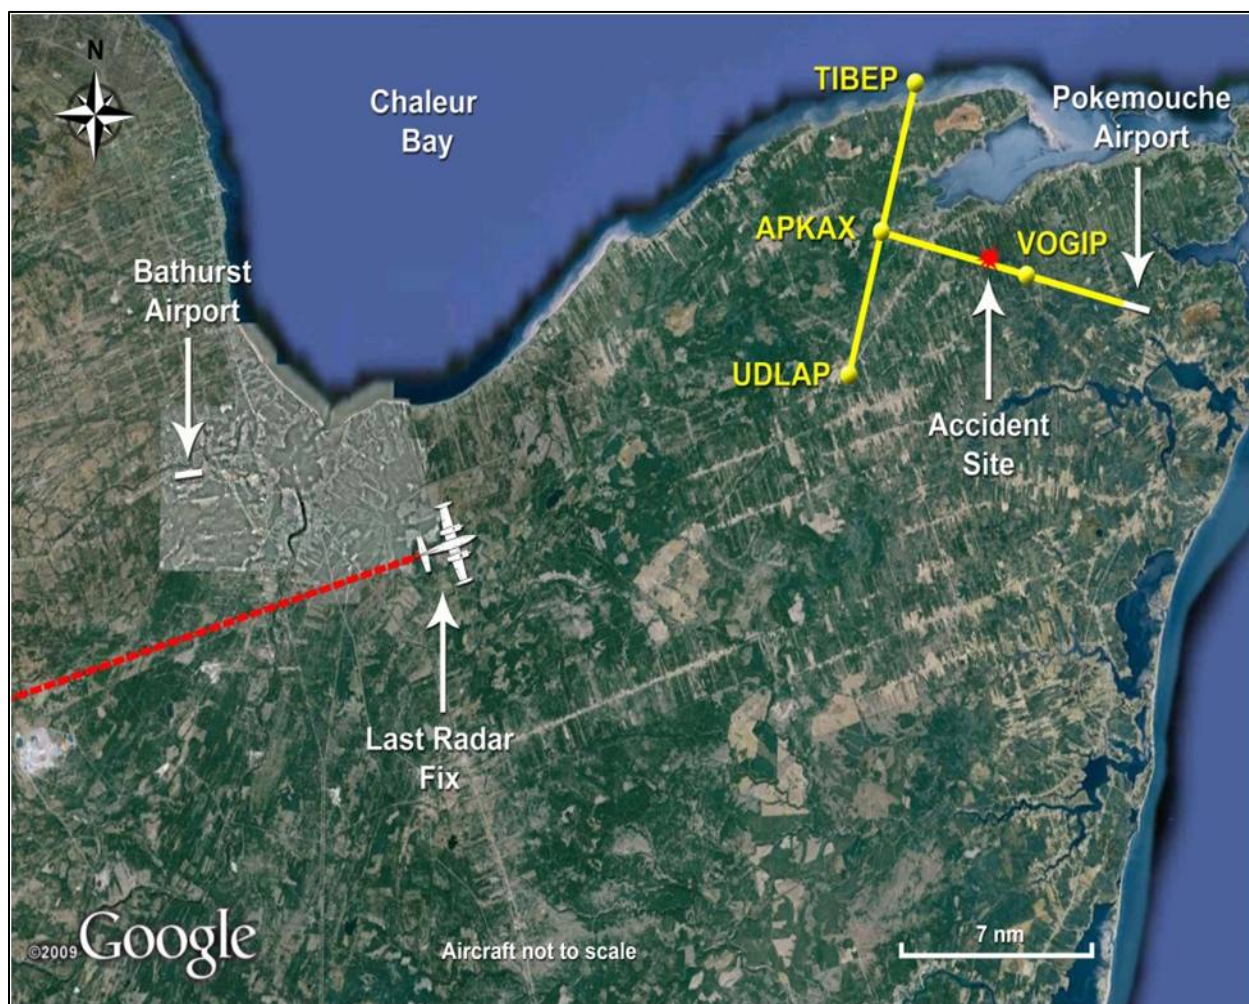 N
Chaleur
Bay
TIBEP
Pokemouche
Airport
APKAX
VOGIP
Bathurst
Airport
UDLAP
Accident
Site
Last Radar
Fix
©2009 Google
Aircraft not to scale
7 nm